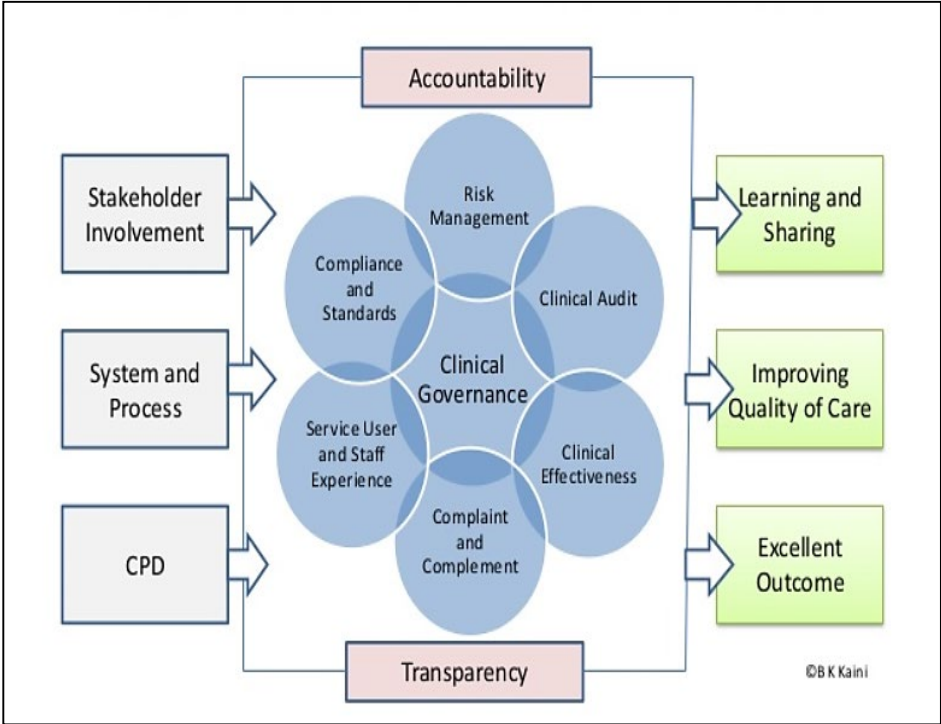 Accountability
Stakeholder
Involvement
System and
Process
CPD
Risk
Management
Compliance
and
Standards
Clinical Audit
Clinical
Governance
Service User
and Staff
Experience
Clinical
Effectiveness
Complaint
and
Complement
Learning and
Sharing
Improving
Quality of Care
Excellent
Outcome
Transparency
©B K Kaini